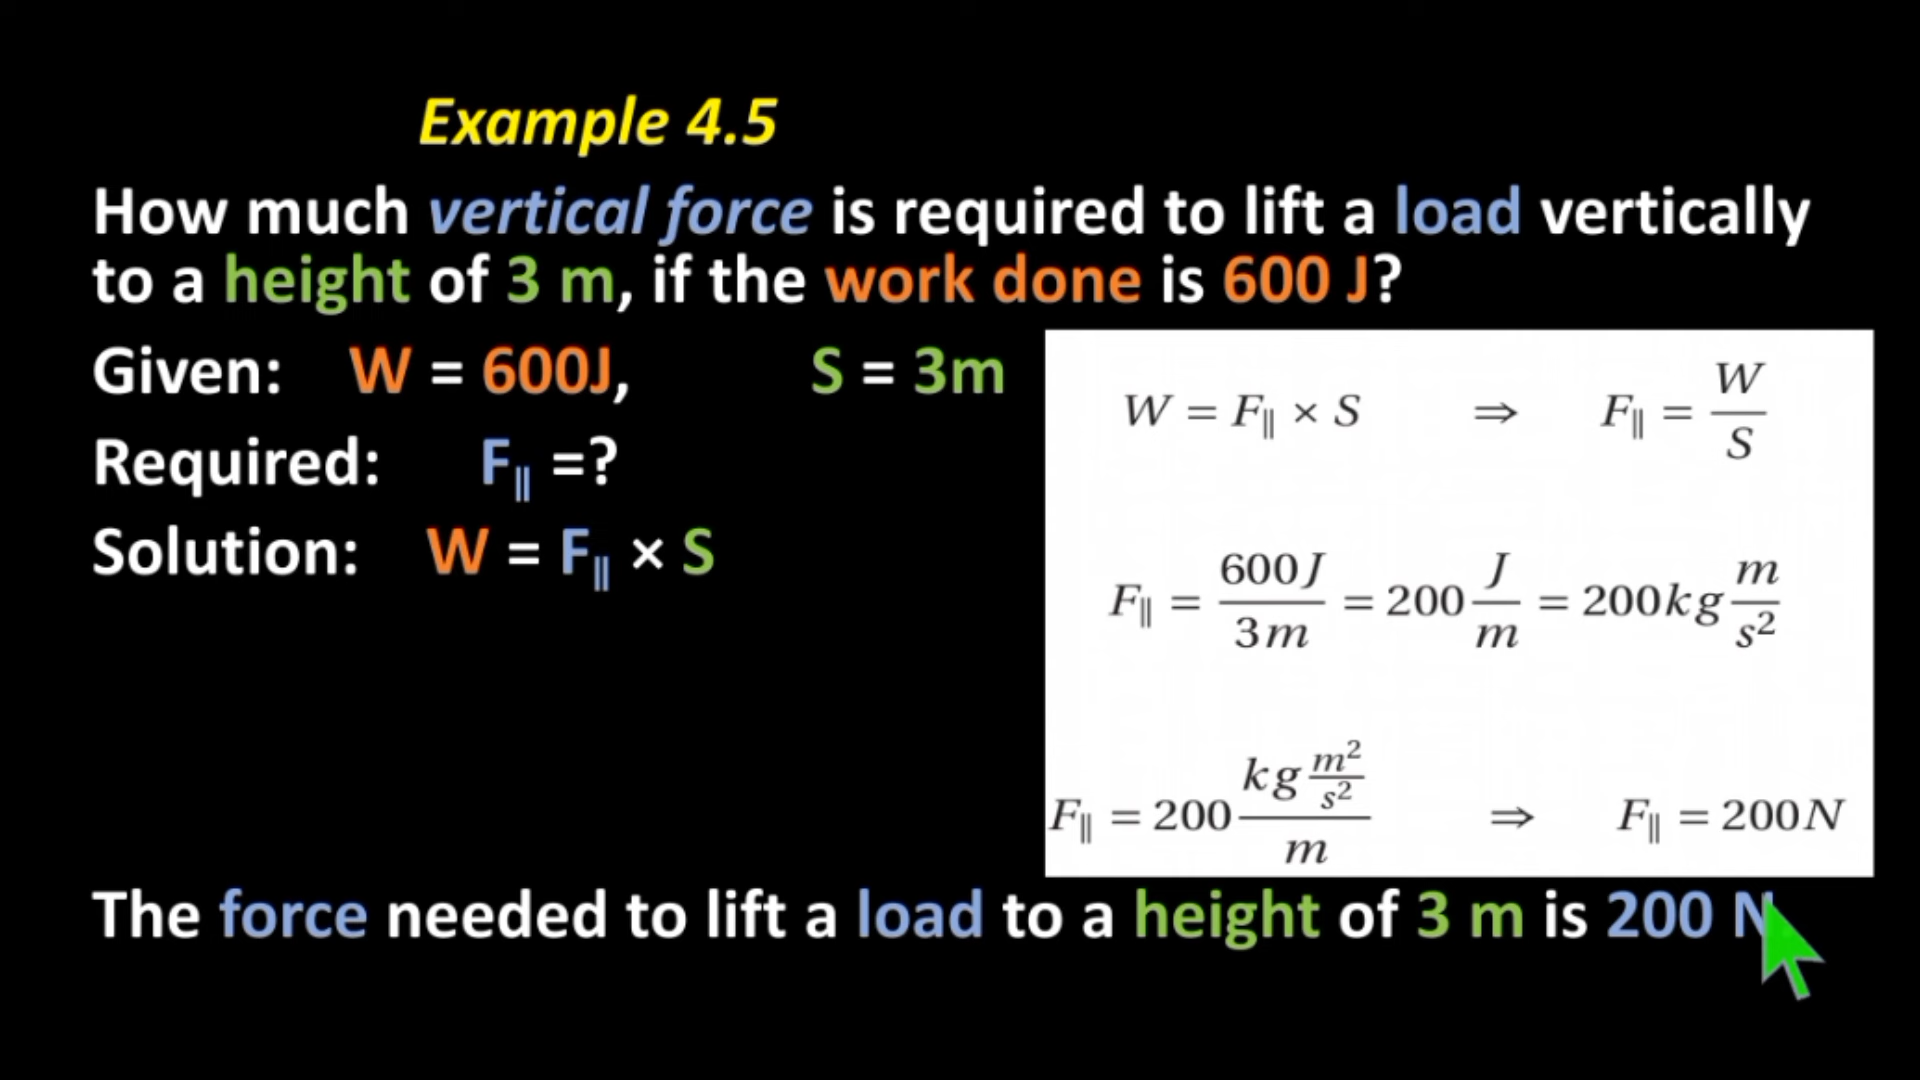 Example 4.5
How much vertical force is required to lift a load vertically
to a height of 3 m, if the work done is 600 J?
Given: W = 600J, S = 3m
Required: F∥ =?
Solution: W = F∥ × S
W = F∥ × S ⇒ F∥ = W/S
F∥ = 600J/3m = 200 J/m = 200kg m/s²
F∥ = 200 (kg m²/s²)/m ⇒ F∥ = 200N
The force needed to lift a load to a height of 3 m is 200 N